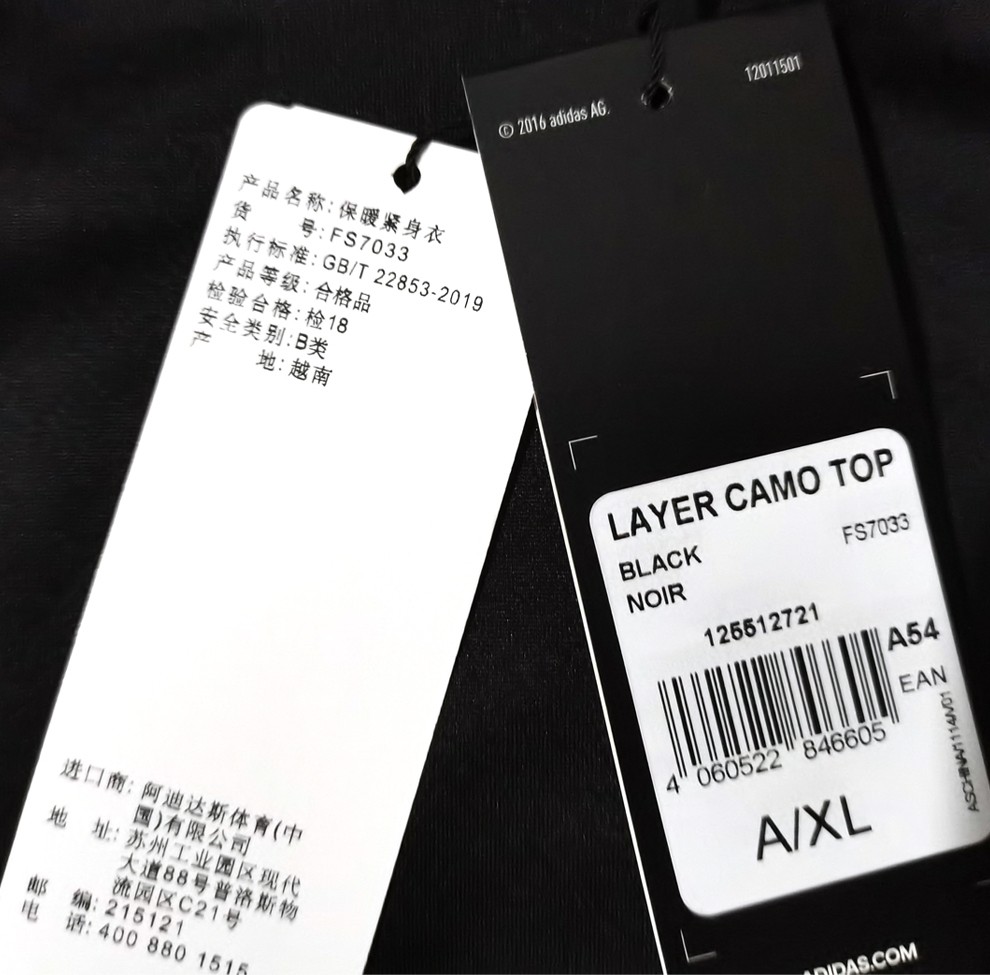 产品名称:保暖紧身衣
货号:FS7033
执行标准:GB/T 22853-2019
产品等级:合格品
检验合格:检18
安全类别:B类
产地:越南
进口商:阿迪达斯体育(中
国)有限公司
地址:苏州工业园区现代
大道88号普洛斯物
流园区C21号
邮编:215121
电话:400 880 1515
© 2016 adidas AG.
12011501
LAYER CAMO TOP
BLACK
FS7033
NOIR
125512721
A54
EAN
4 060522 846605
A/XL
ADIDAS.COM